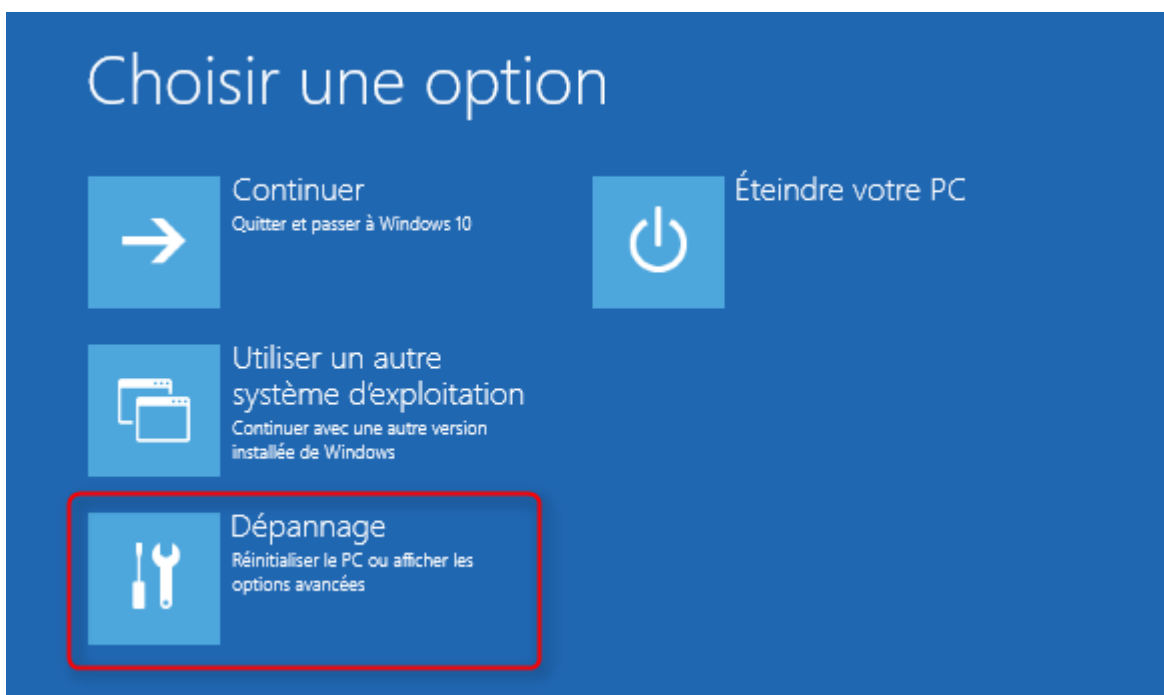 Choisir une option
Continuer
Quitter et passer à Windows 10
Éteindre votre PC
Utiliser un autre
système d'exploitation
Continuer avec une autre version
installée de Windows
Dépannage
Réinitialiser le PC ou afficher les
options avancées